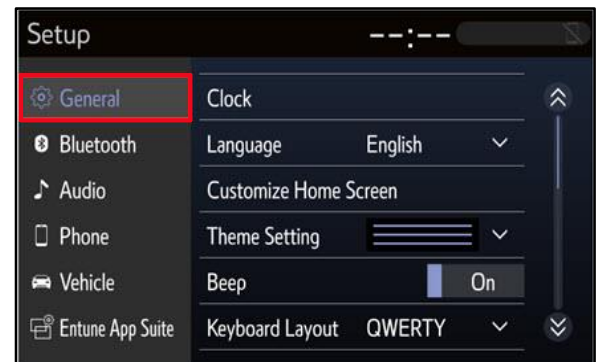 Setup --:--
General
Bluetooth
Audio
Phone
Vehicle
Entune App Suite
Clock
Language English
Customize Home Screen
Theme Setting
Beep On
Keyboard Layout QWERTY